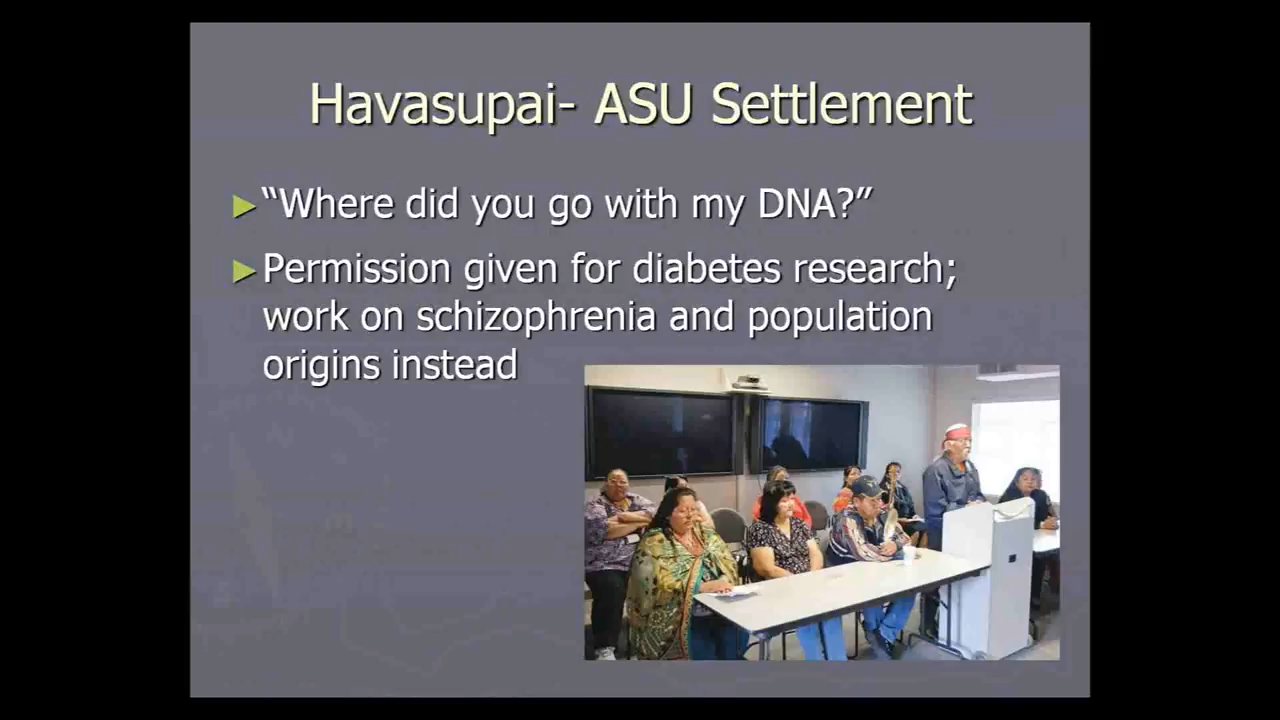 Havasupai- ASU Settlement
“Where did you go with my DNA?”
Permission given for diabetes research;
work on schizophrenia and population
origins instead